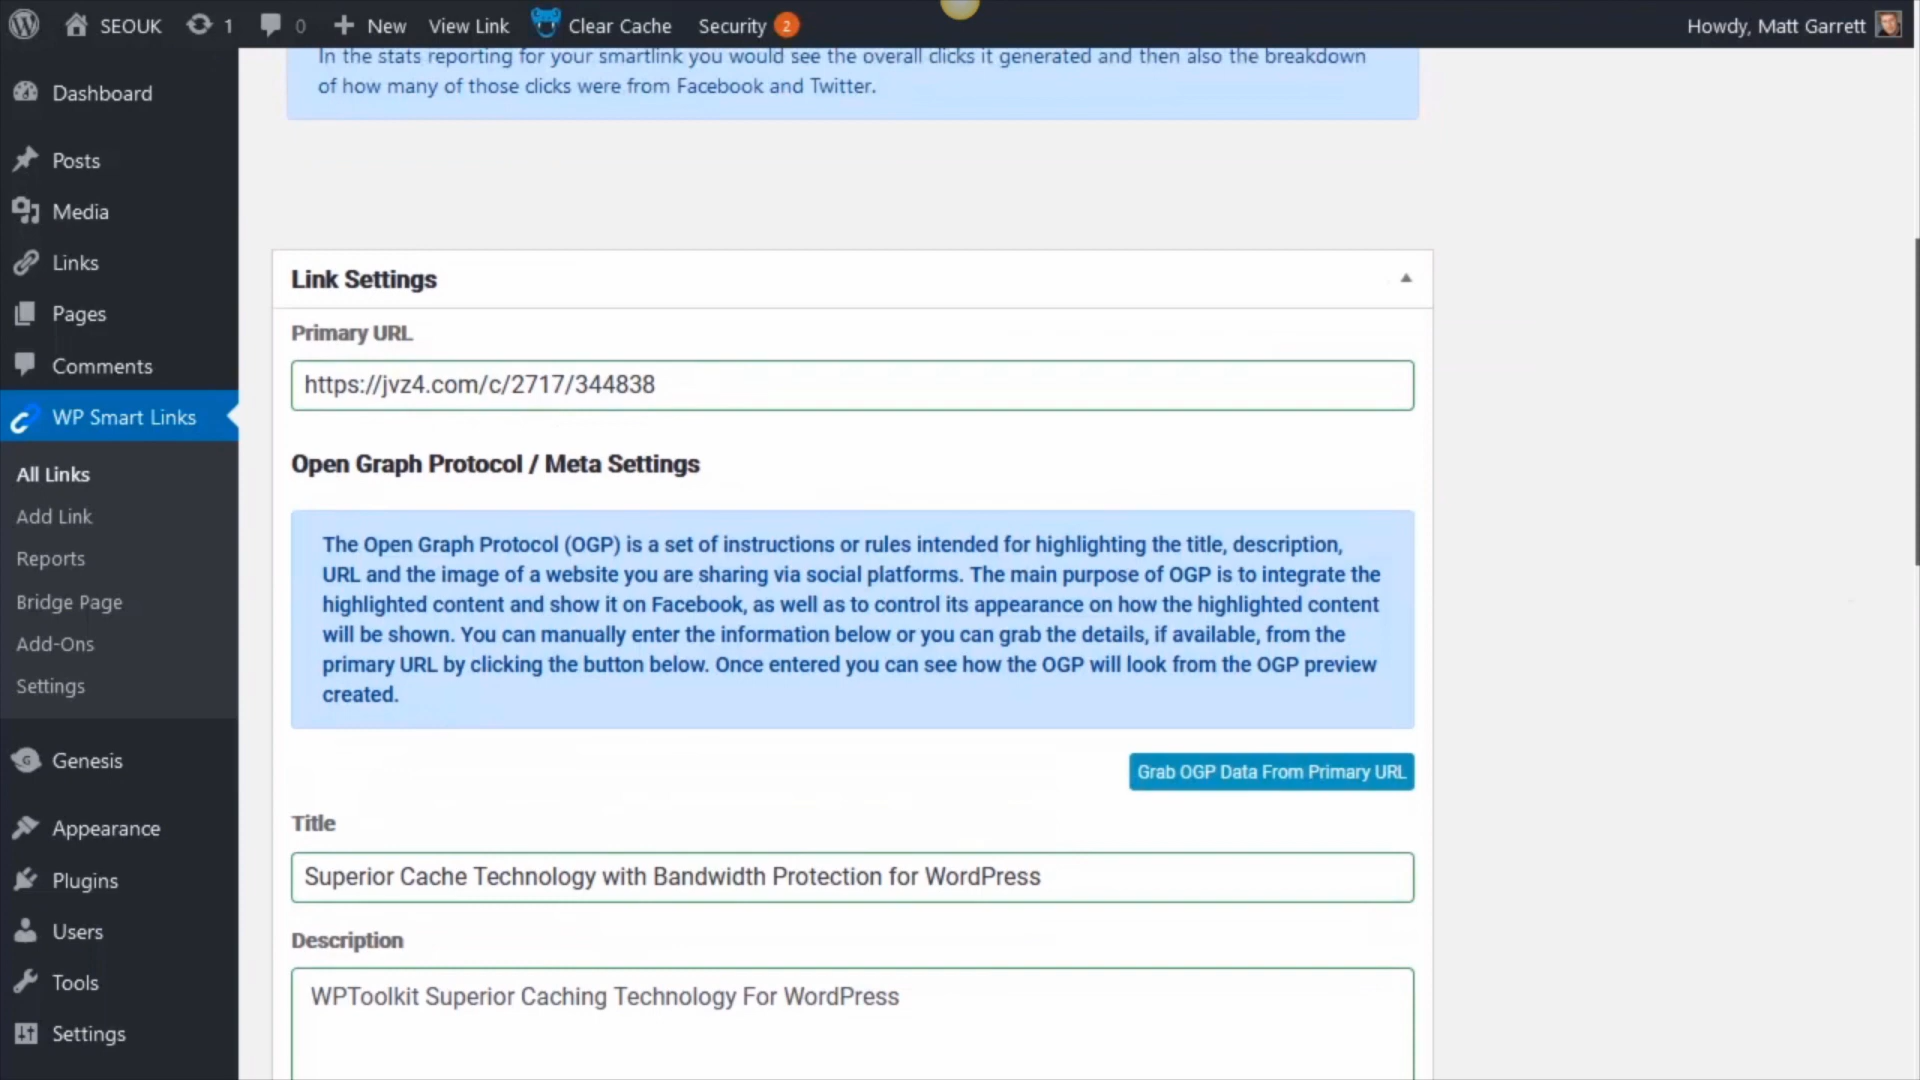 SEOUK 1 0 New View Link Clear Cache Security 2 Howdy, Matt Garrett
In the stats reporting for your smartlink you would see the overall clicks it generated and then also the breakdown
of how many of those clicks were from Facebook and Twitter.
Dashboard
Posts
Media
Links
Pages
Comments
WP Smart Links
All Links
Add Link
Reports
Bridge Page
Add-Ons
Settings
Genesis
Appearance
Plugins
Users
Tools
Settings
Link Settings
Primary URL
https://jvz4.com/c/2717/344838
Open Graph Protocol / Meta Settings
The Open Graph Protocol (OGP) is a set of instructions or rules intended for highlighting the title, description,
URL and the image of a website you are sharing via social platforms. The main purpose of OGP is to integrate the
highlighted content and show it on Facebook, as well as to control its appearance on how the highlighted content
will be shown. You can manually enter the information below or you can grab the details, if available, from the
primary URL by clicking the button below. Once entered you can see how the OGP will look from the OGP preview
created.
Grab OGP Data From Primary URL
Title
Superior Cache Technology with Bandwidth Protection for WordPress
Description
WPToolkit Superior Caching Technology For WordPress